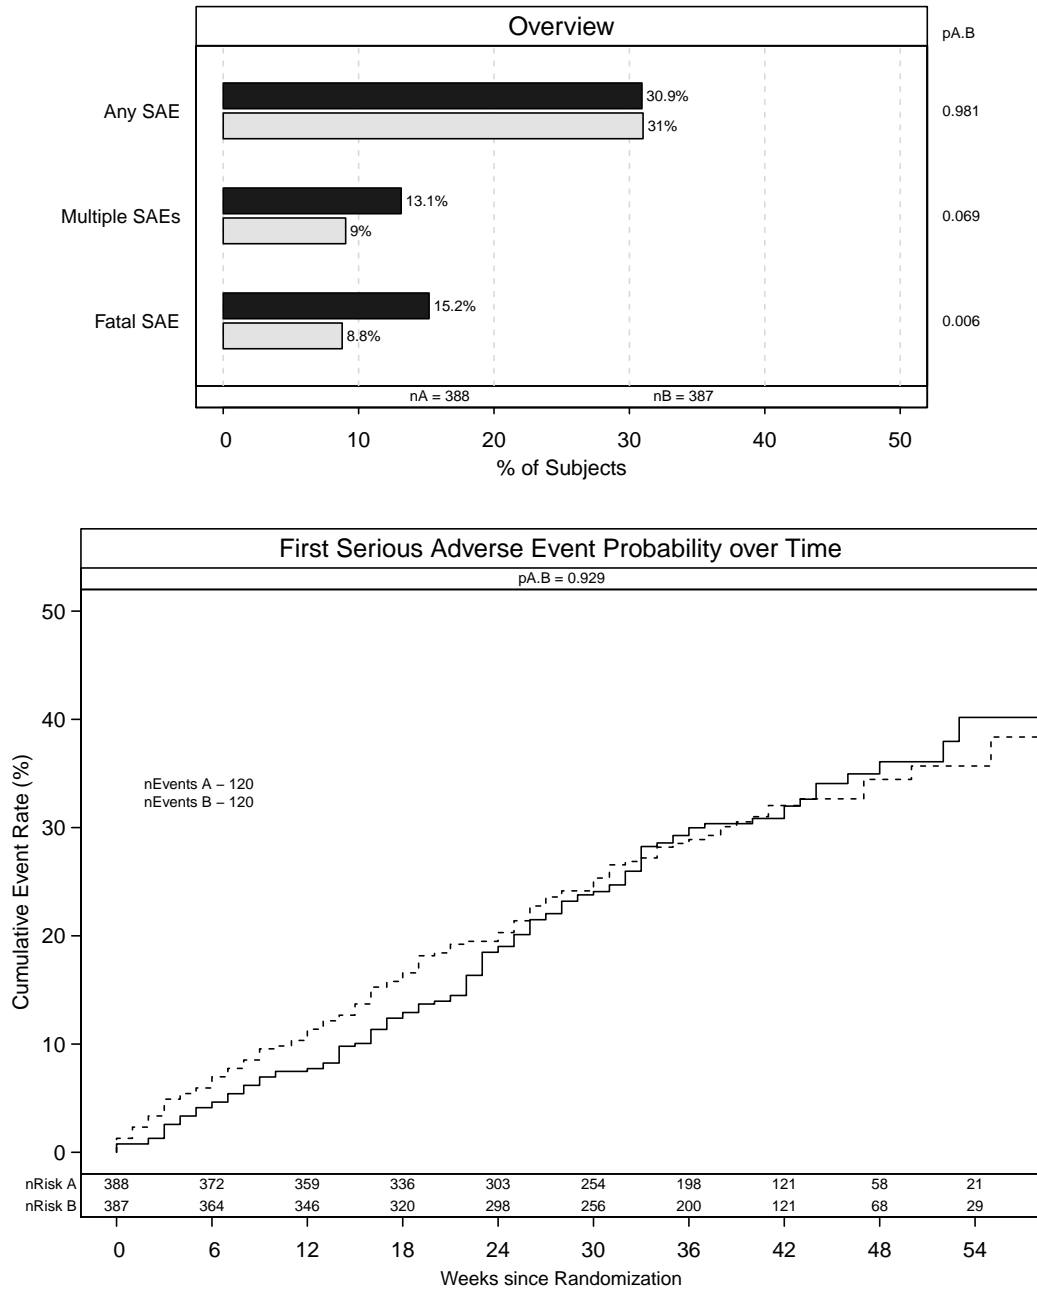 Overview
pA.B
Any SAE
30.9%
31%
0.981
Multiple SAEs
13.1%
9%
0.069
Fatal SAE
15.2%
8.8%
0.006
nA = 388 nB = 387
0 10 20 30 40 50
% of Subjects
First Serious Adverse Event Probability over Time
pA.B = 0.929
50
40
30
20
10
0
Cumulative Event Rate (%)
nEvents A – 120
nEvents B – 120
nRisk A 388 372 359 336 303 254 198 121 58 21
nRisk B 387 364 346 320 298 256 200 121 68 29
0 6 12 18 24 30 36 42 48 54
Weeks since Randomization